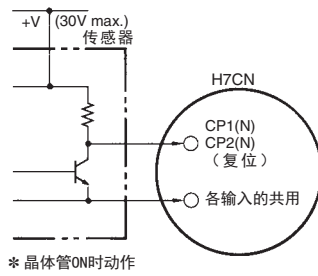 +V (30V max.)
传感器
H7CN
CP1(N)
CP2(N)
（复位）
各输入的共用
* 晶体管ON时动作